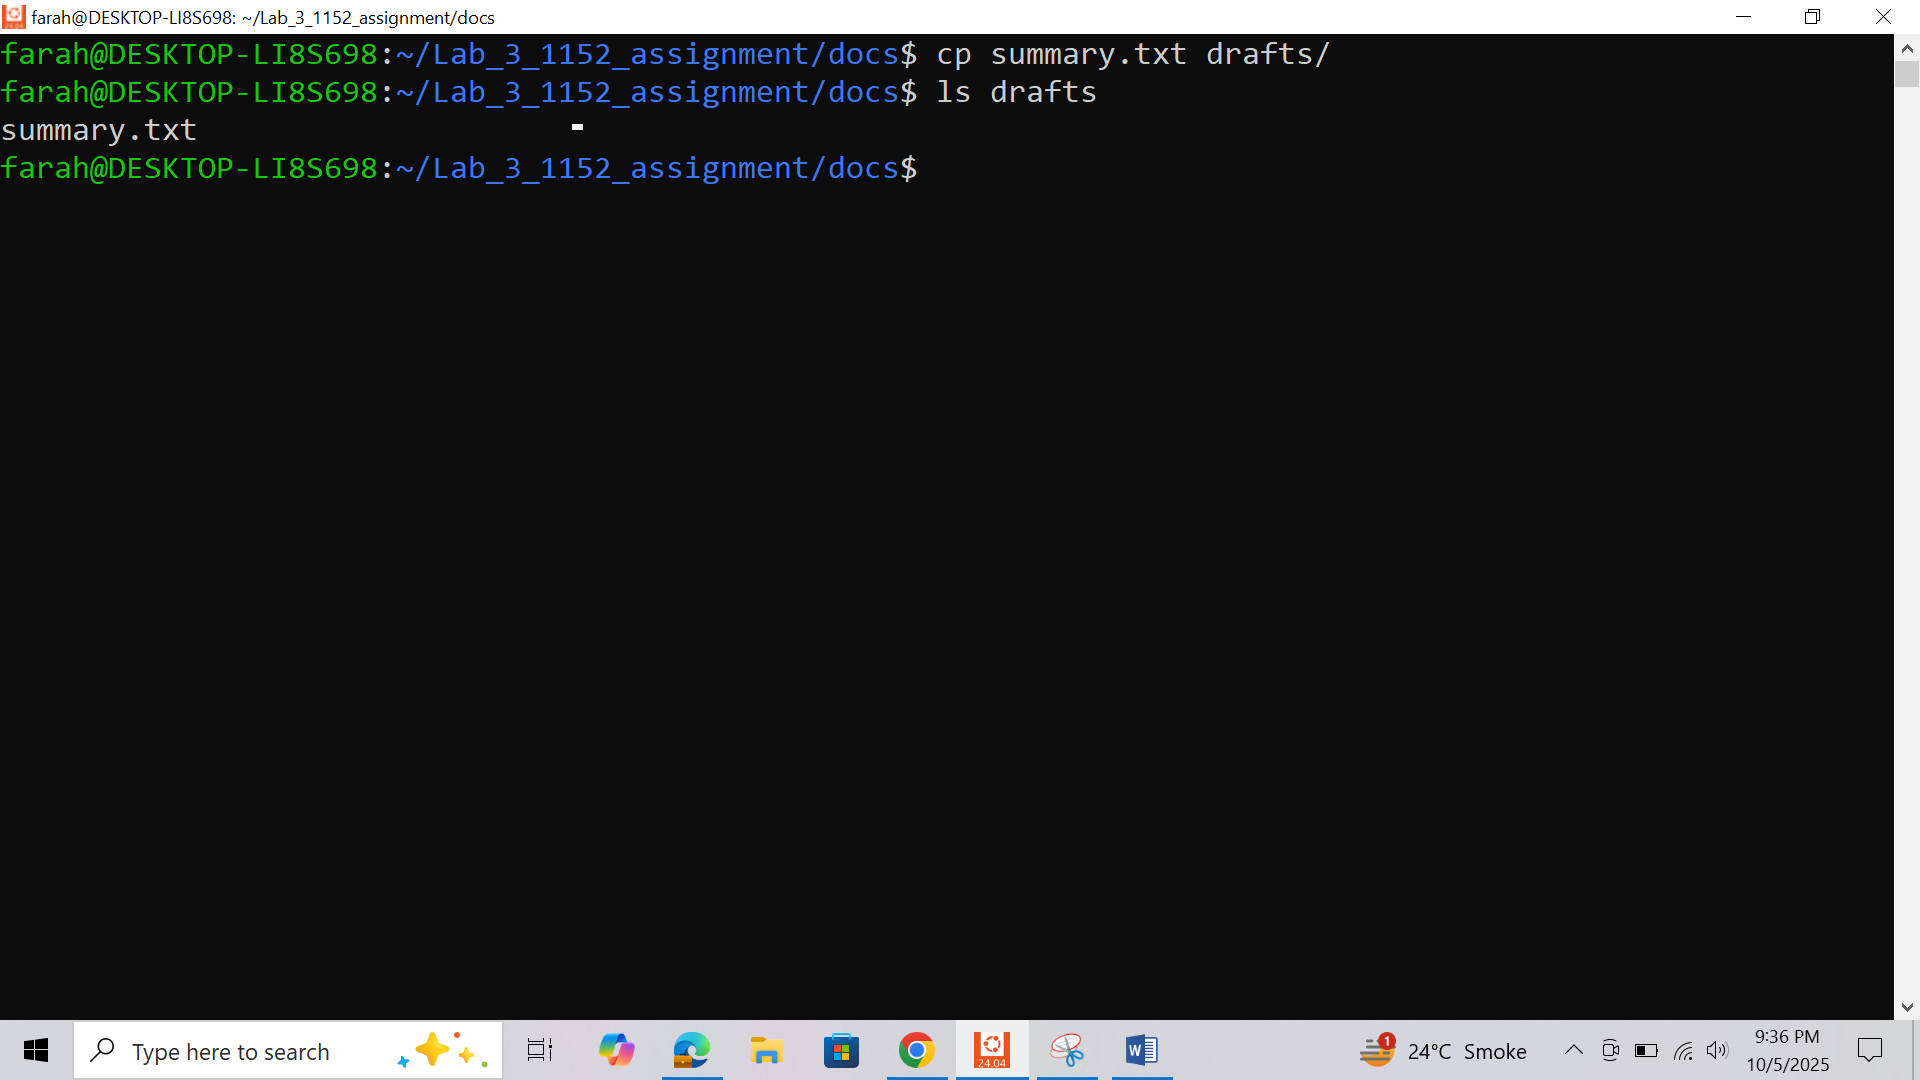 farah@DESKTOP-LI8S698: ~/Lab_3_1152_assignment/docs
farah@DESKTOP-LI8S698:~/Lab_3_1152_assignment/docs$ cp summary.txt drafts/
farah@DESKTOP-LI8S698:~/Lab_3_1152_assignment/docs$ ls drafts
summary.txt
farah@DESKTOP-LI8S698:~/Lab_3_1152_assignment/docs$
Type here to search
24.04
W
1
24°C Smoke
9:36 PM
10/5/2025